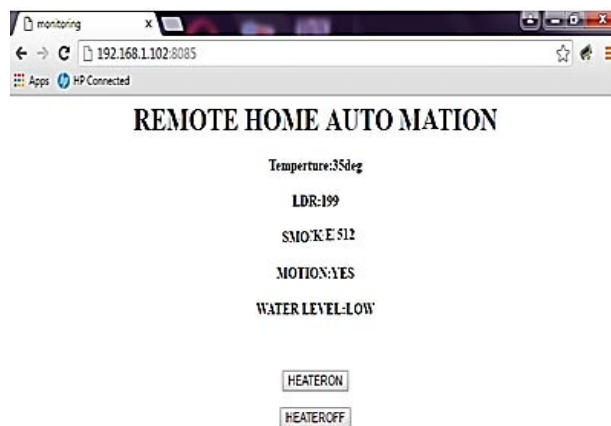 monitoring x
192.168.1.102:8085
Apps HP Connected
REMOTE HOME AUTO MATION
Temperture:35deg
LDR:199
SMOKE 512
MOTION:YES
WATER LEVEL:LOW
HEATERON
HEATEROFF